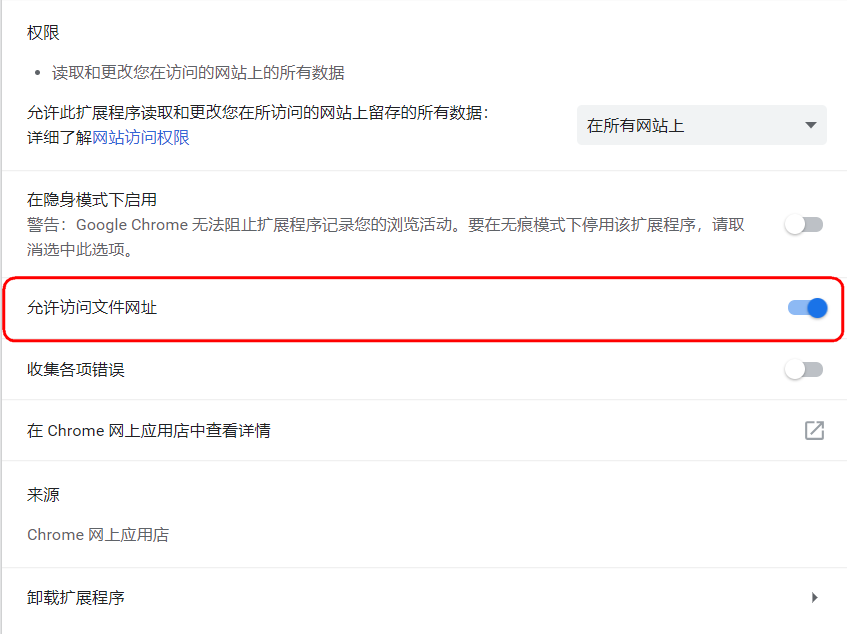 权限
• 读取和更改您在访问的网站上的所有数据
允许此扩展程序读取和更改您在所访问的网站上留存的所有数据：
详细了解网站访问权限
在所有网站上
在隐身模式下启用
警告：Google Chrome 无法阻止扩展程序记录您的浏览活动。要在无痕模式下停用该扩展程序，请取
消选中此选项。
允许访问文件网址
收集各项错误
在 Chrome 网上应用店中查看详情
来源
Chrome 网上应用店
卸载扩展程序